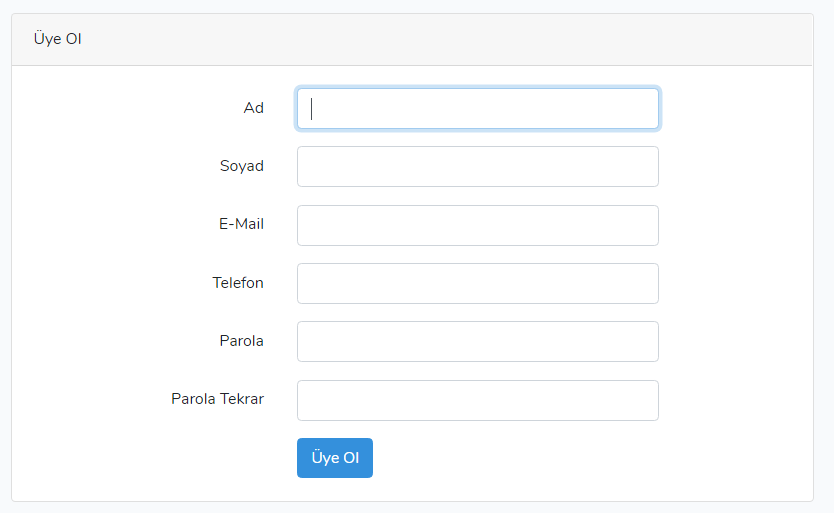 Üye Ol
Ad
Soyad
E-Mail
Telefon
Parola
Parola Tekrar
Üye Ol